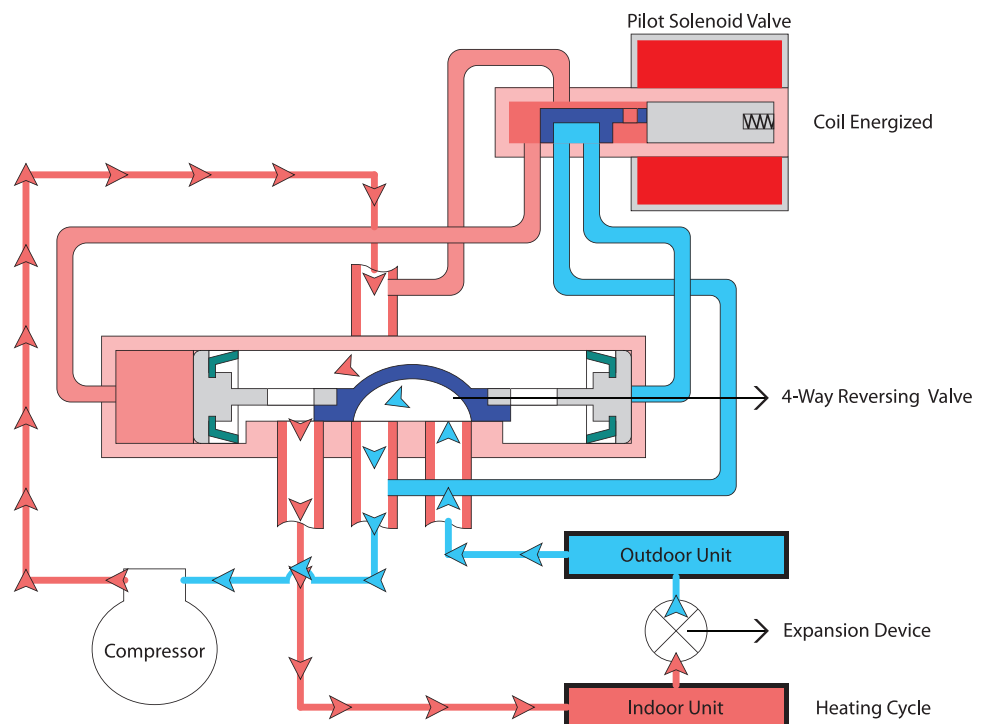 Pilot Solenoid Valve
Coil Energized
4-Way Reversing Valve
Outdoor Unit
Expansion Device
Compressor
Indoor Unit
Heating Cycle